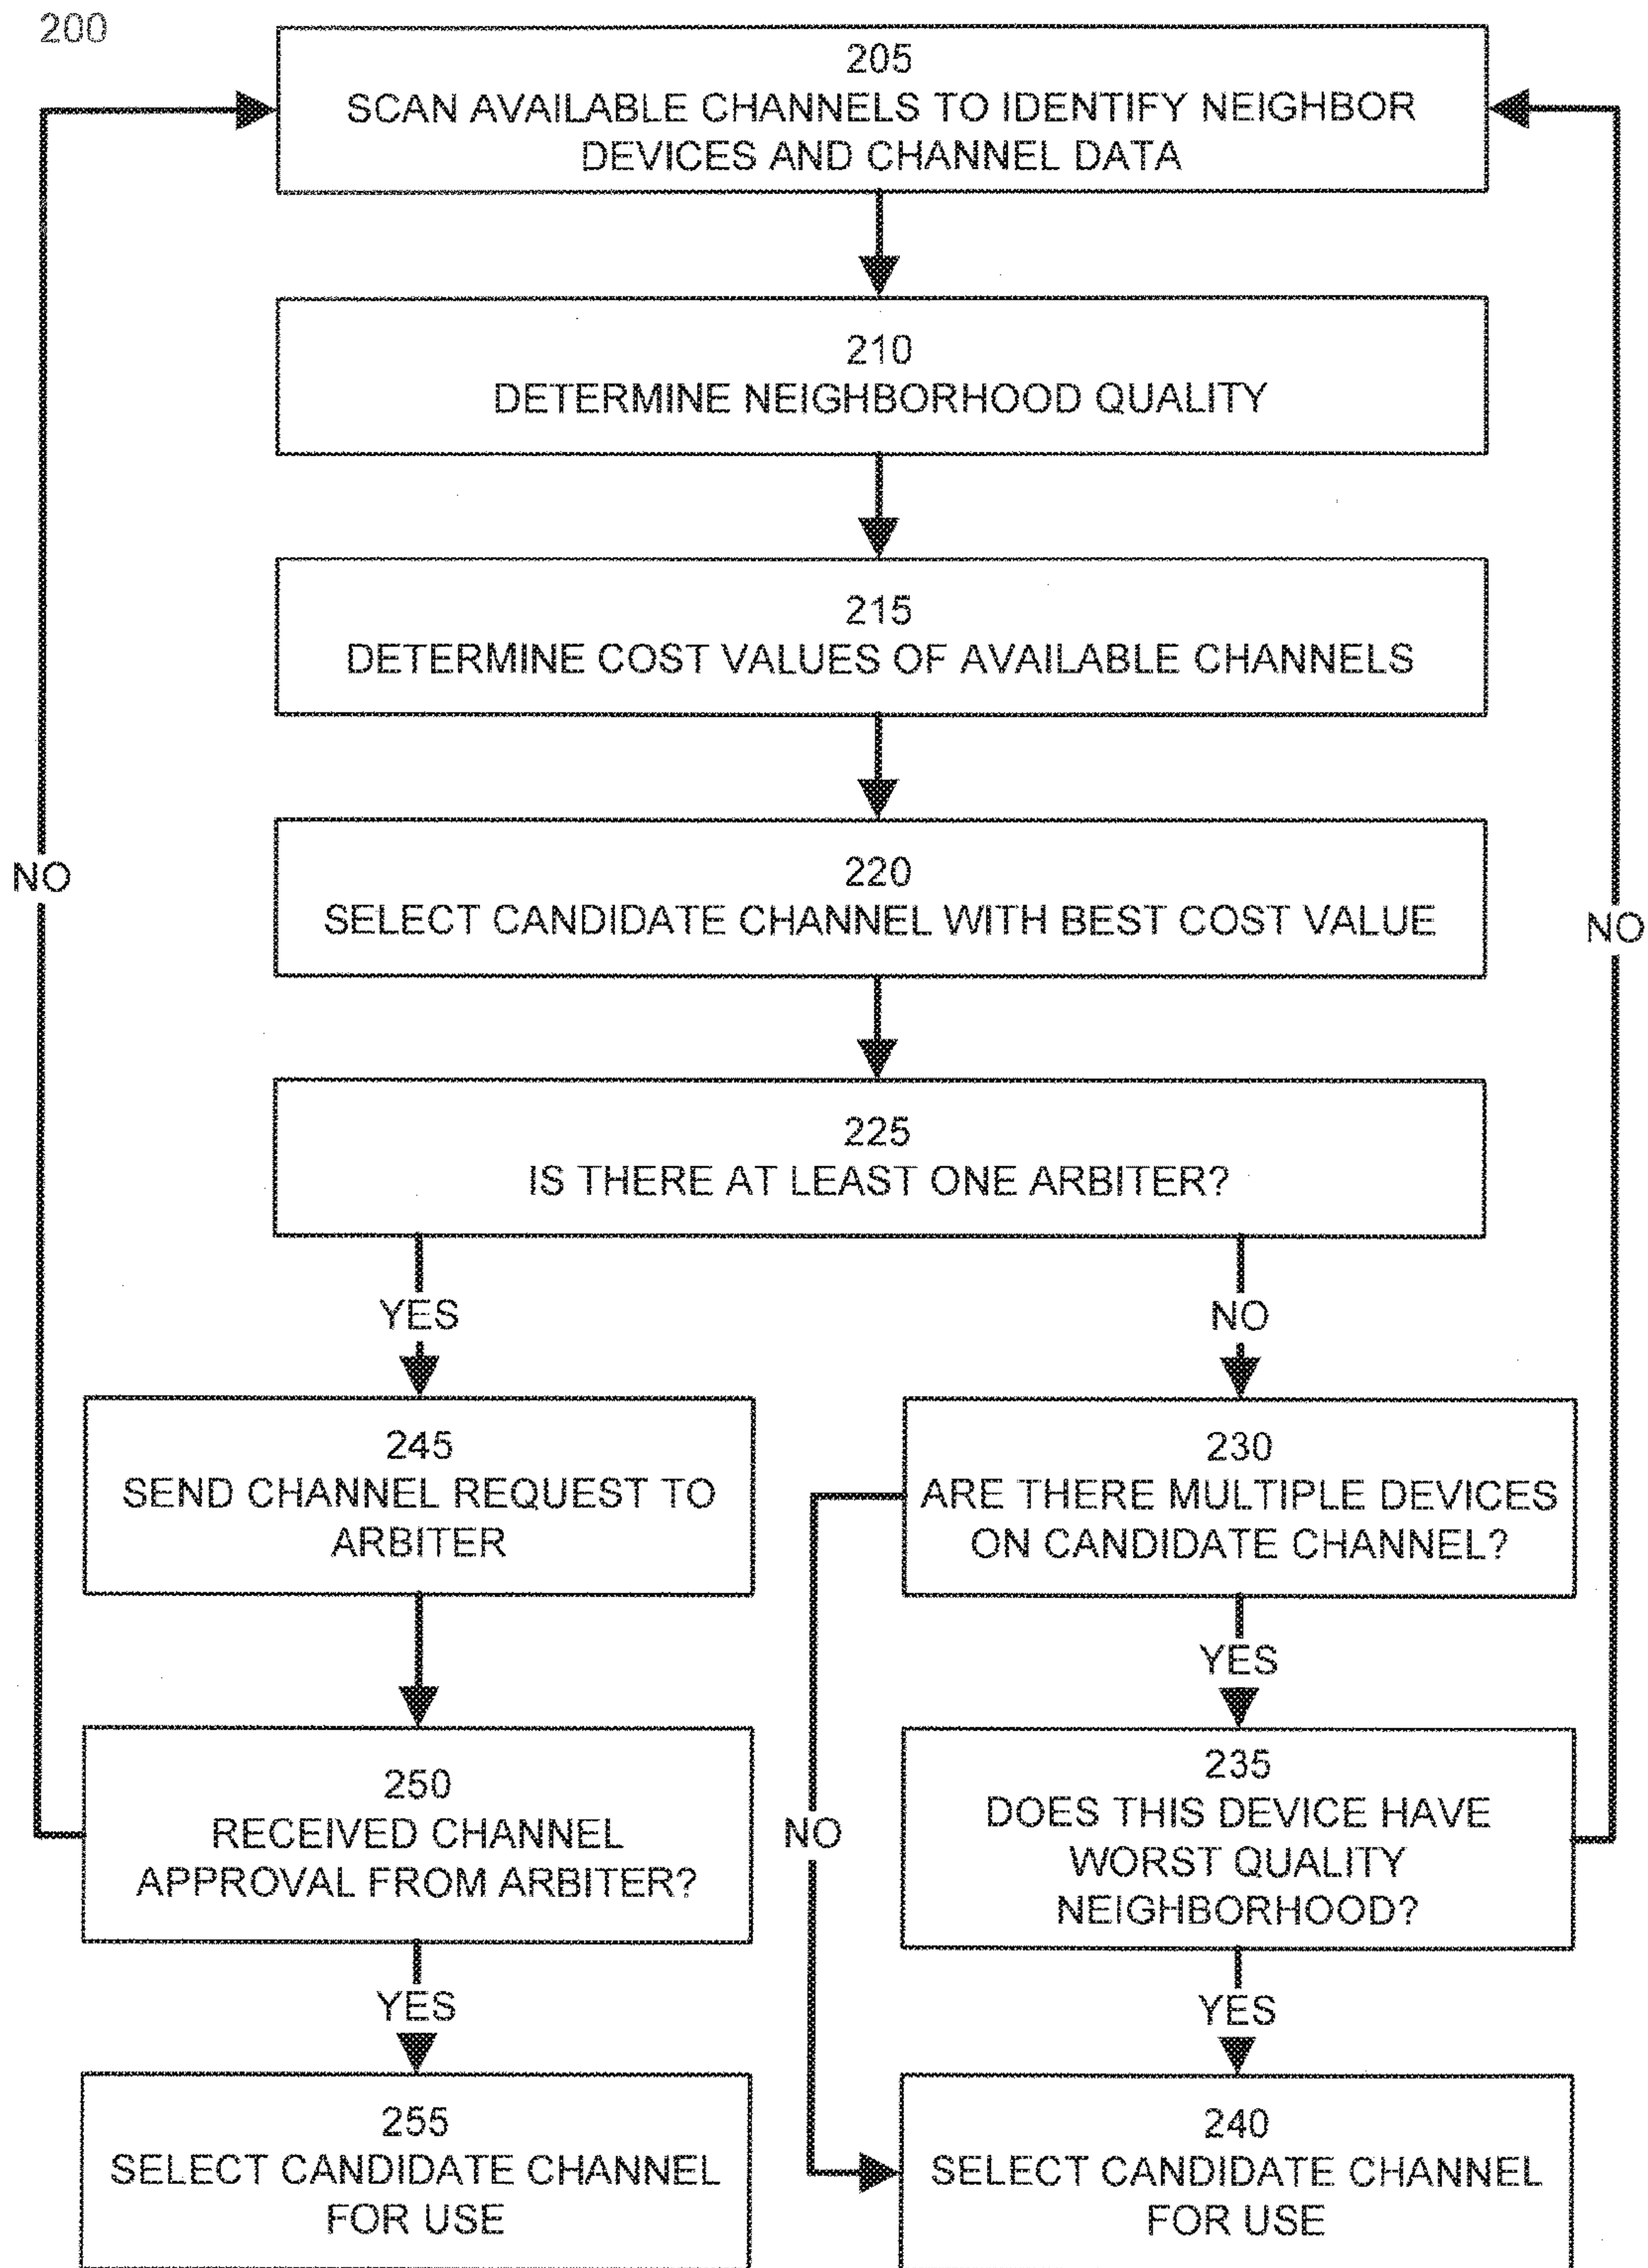 200
205
SCAN AVAILABLE CHANNELS TO IDENTIFY NEIGHBOR
DEVICES AND CHANNEL DATA
210
DETERMINE NEIGHBORHOOD QUALITY
215
DETERMINE COST VALUES OF AVAILABLE CHANNELS
220
SELECT CANDIDATE CHANNEL WITH BEST COST VALUE
NO
NO
225
IS THERE AT LEAST ONE ARBITER?
YES
NO
245
SEND CHANNEL REQUEST TO
ARBITER
230
ARE THERE MULTIPLE DEVICES
ON CANDIDATE CHANNEL?
YES
250
RECEIVED CHANNEL
APPROVAL FROM ARBITER?
NO
235
DOES THIS DEVICE HAVE
WORST QUALITY
NEIGHBORHOOD?
YES
YES
255
SELECT CANDIDATE CHANNEL
FOR USE
240
SELECT CANDIDATE CHANNEL
FOR USE